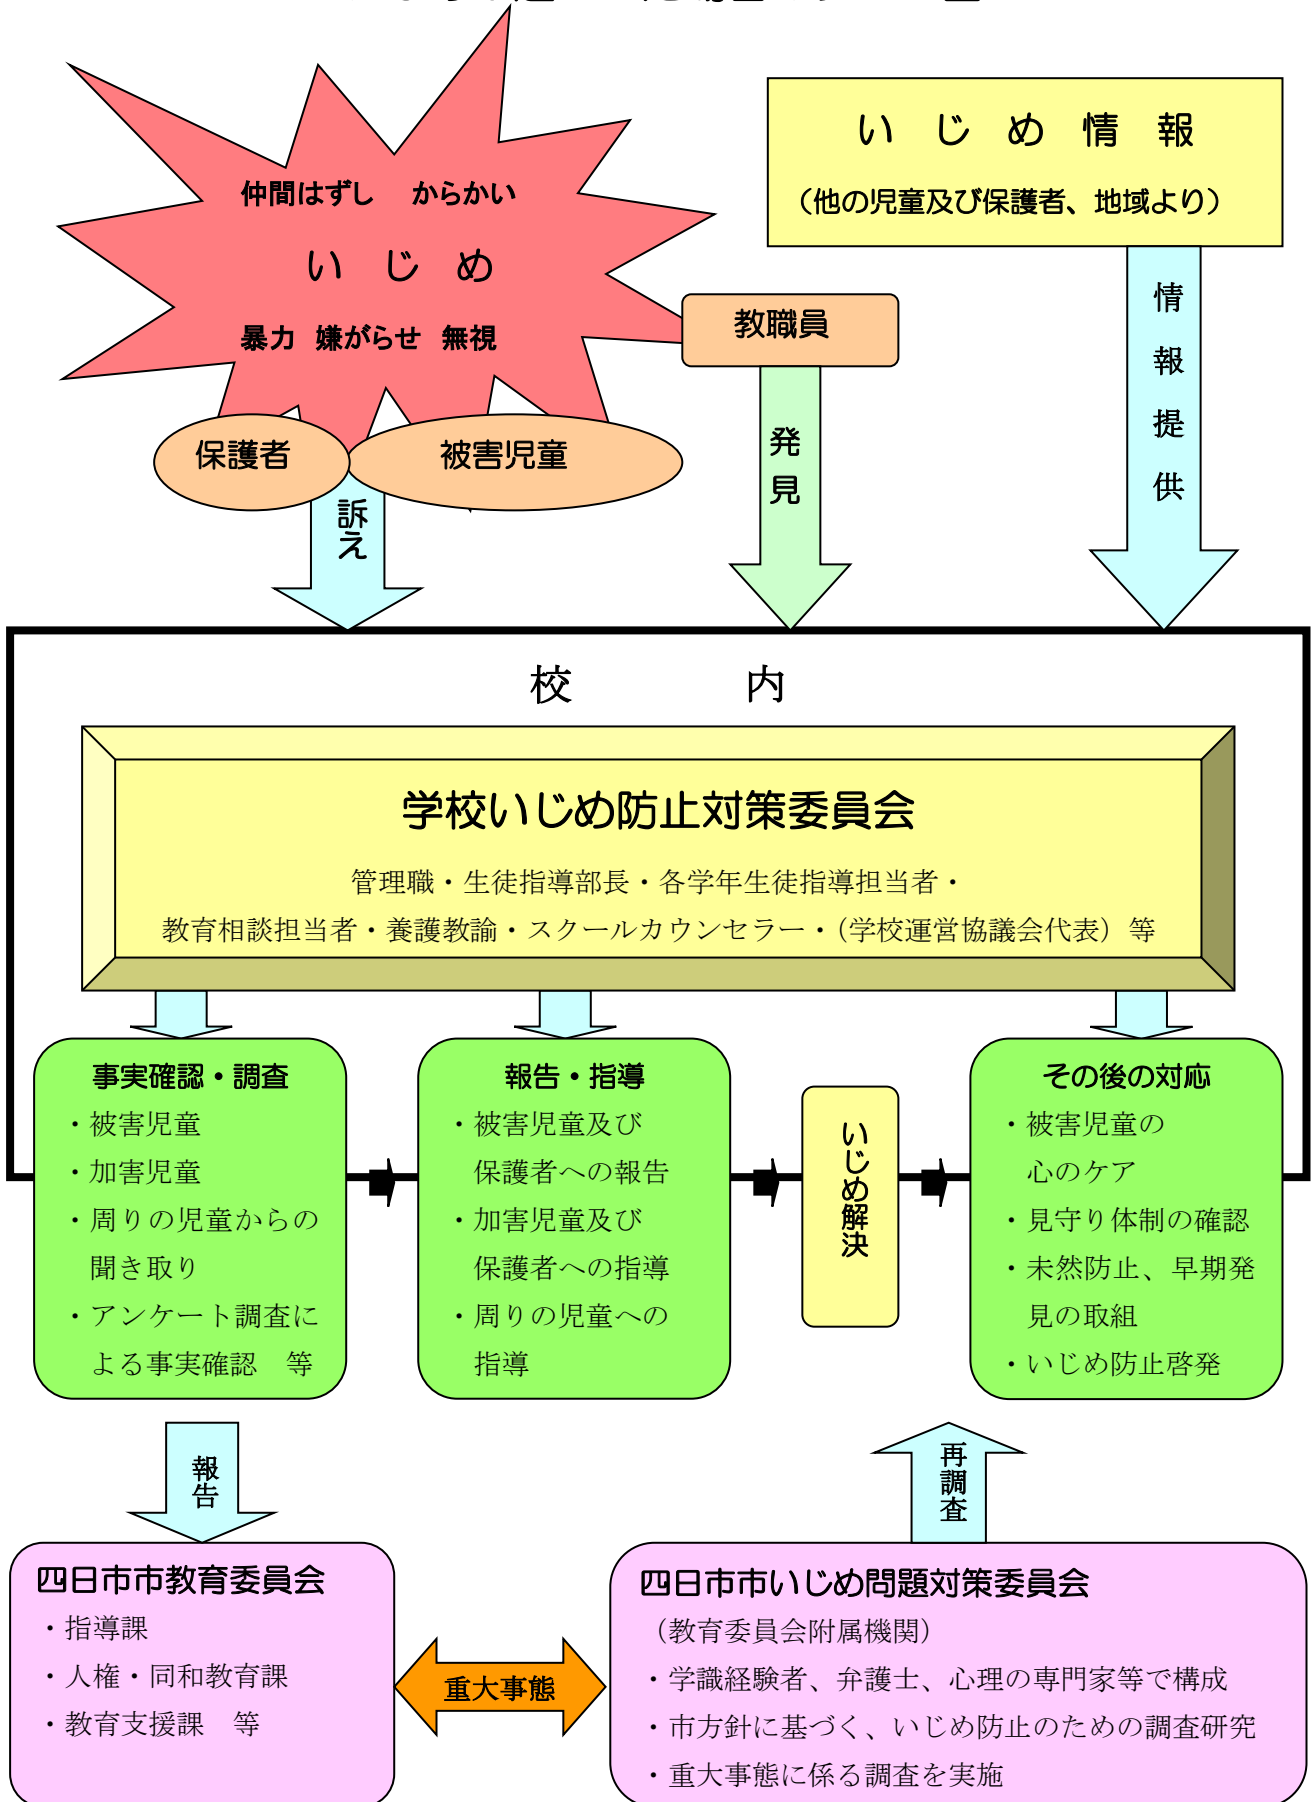 い じ め 情 報
（他の児童及び保護者、地域より）
仲間はずし からかい
い じ め
暴力 嫌がらせ 無視
教職員
保護者
被害児童
訴え
発見
情報提供
校 内
学校いじめ防止対策委員会
管理職・生徒指導部長・各学年生徒指導担当者・
教育相談担当者・養護教諭・スクールカウンセラー・（学校運営協議会代表）等
事実確認・調査
・被害児童
・加害児童
・周りの児童からの
聞き取り
・アンケート調査に
よる事実確認 等
報告・指導
・被害児童及び
保護者への報告
・加害児童及び
保護者への指導
・周りの児童への
指導
いじめ解決
その後の対応
・被害児童の
心のケア
・見守り体制の確認
・未然防止、早期発
見の取組
・いじめ防止啓発
報告
再調査
四日市市教育委員会
・指導課
・人権・同和教育課
・教育支援課 等
重大事態
四日市市いじめ問題対策委員会
（教育委員会附属機関）
・学識経験者、弁護士、心理の専門家等で構成
・市方針に基づく、いじめ防止のための調査研究
・重大事態に係る調査を実施